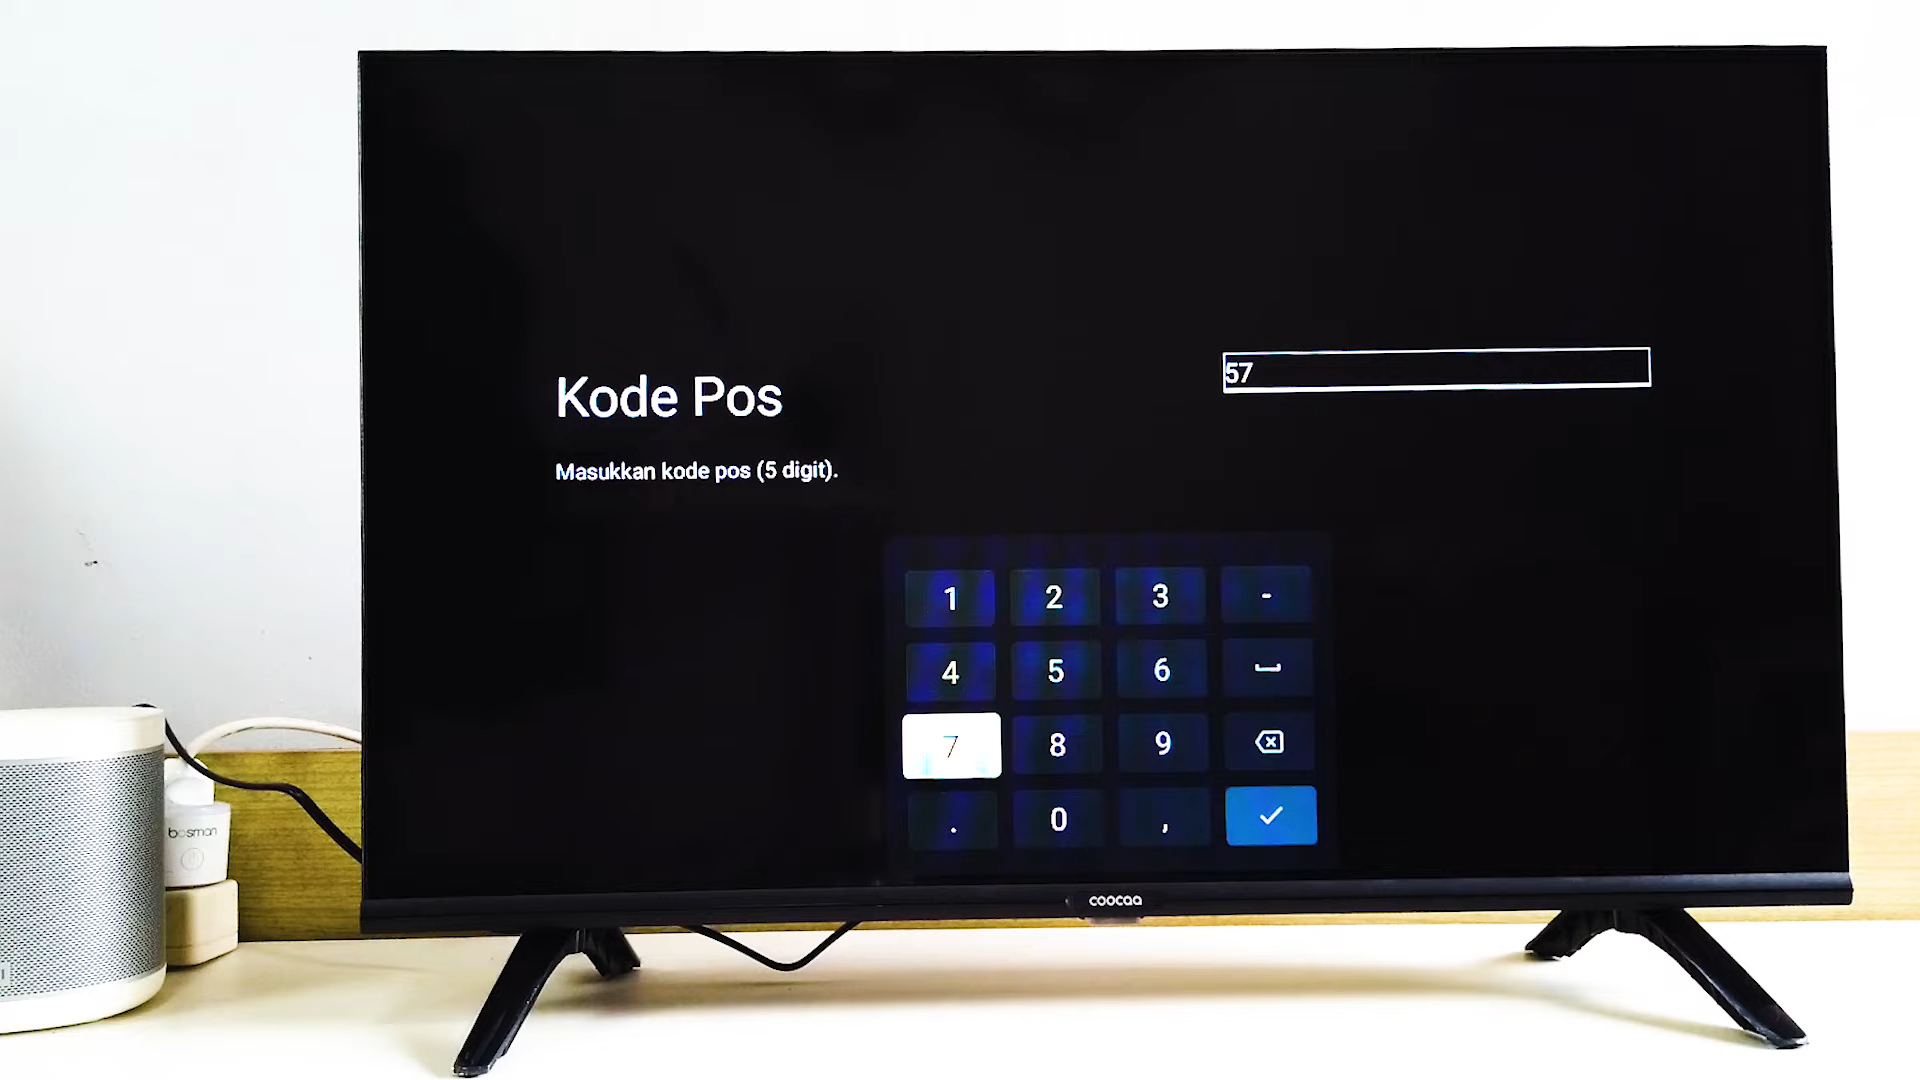 Kode Pos
Masukkan kode pos (5 digit).
57
1 2 3 -
4 5 6
7 8 9
. 0 ,
coocaa
bosman